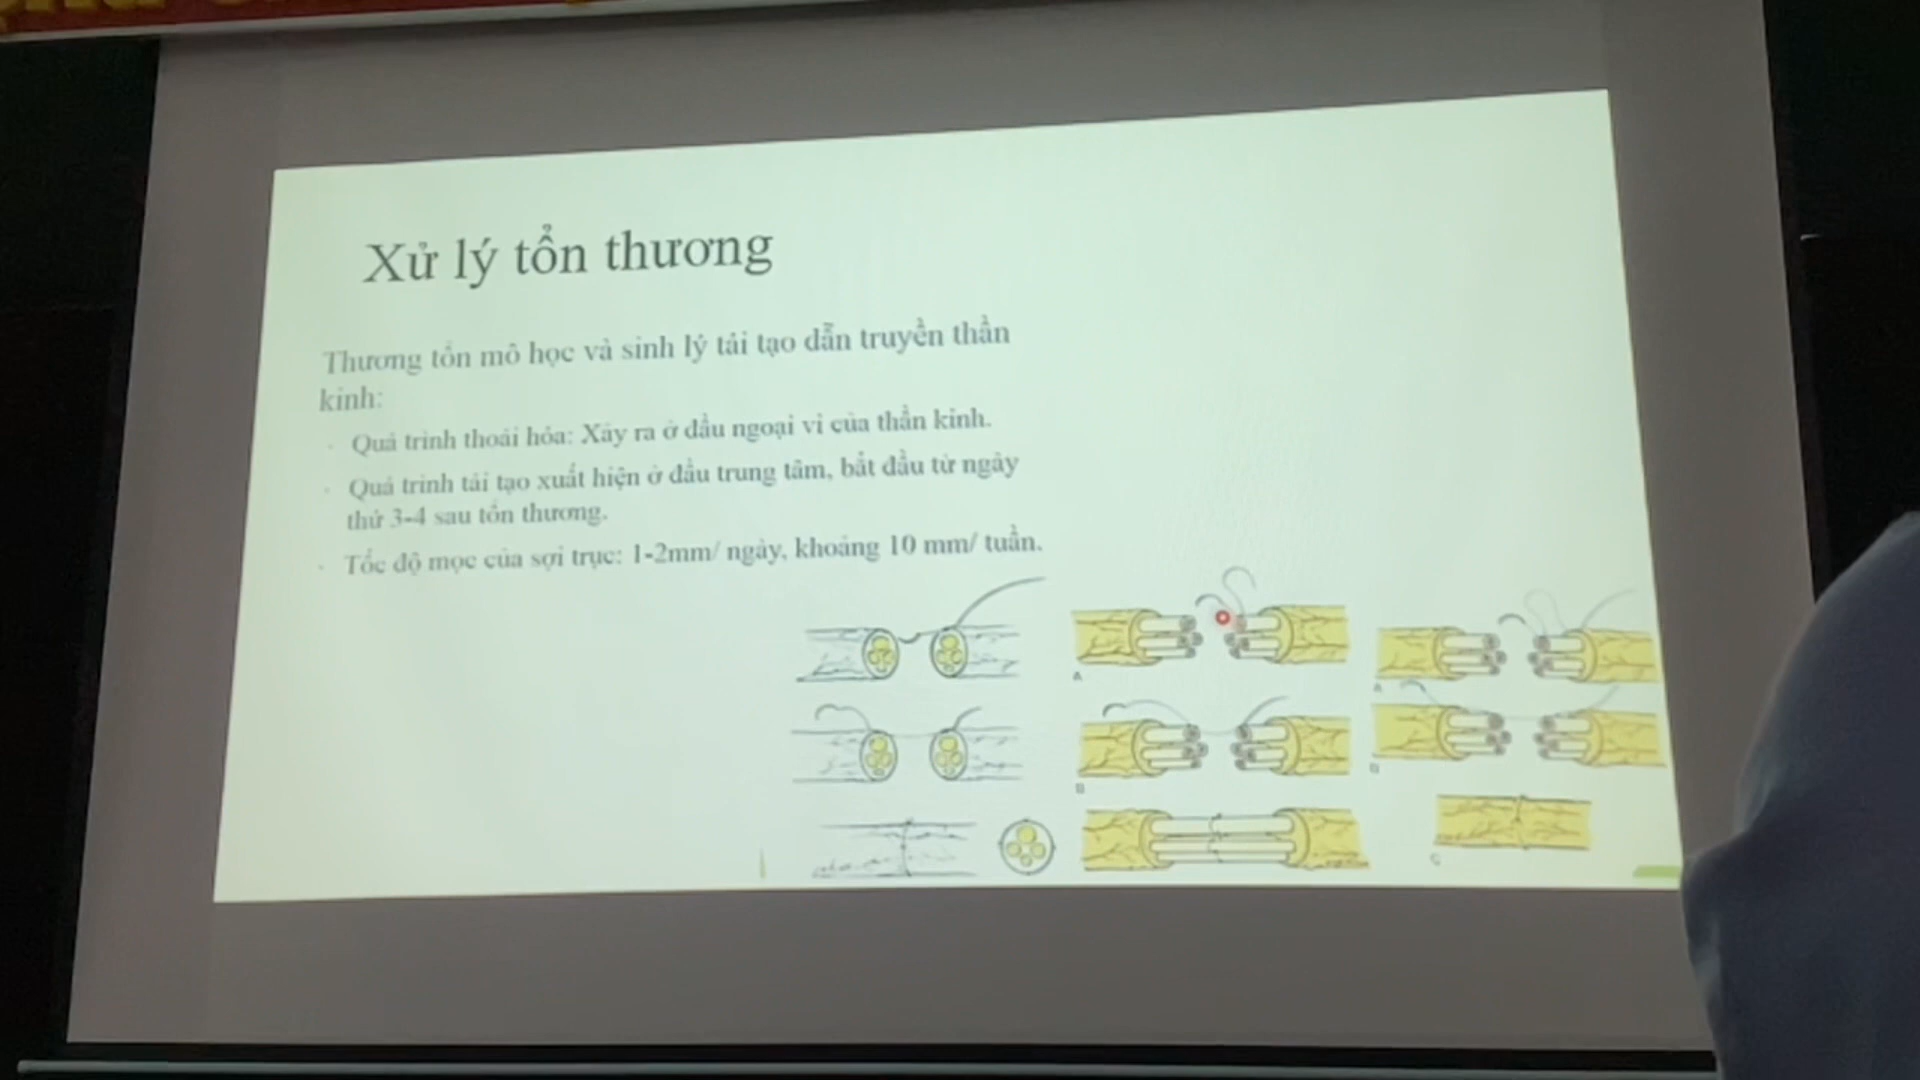 Xử lý tổn thương
Thương tổn mô học và sinh lý tái tạo dẫn truyền thần
kinh:
Quá trình thoái hóa: Xảy ra ở đầu ngoại vi của thần kinh.
Quá trình tái tạo xuất hiện ở đầu trung tâm, bắt đầu từ ngày
thứ 3-4 sau tổn thương.
Tốc độ mọc của sợi trục: 1-2mm/ ngày, khoảng 10 mm/ tuần.
A
A
B
B
C